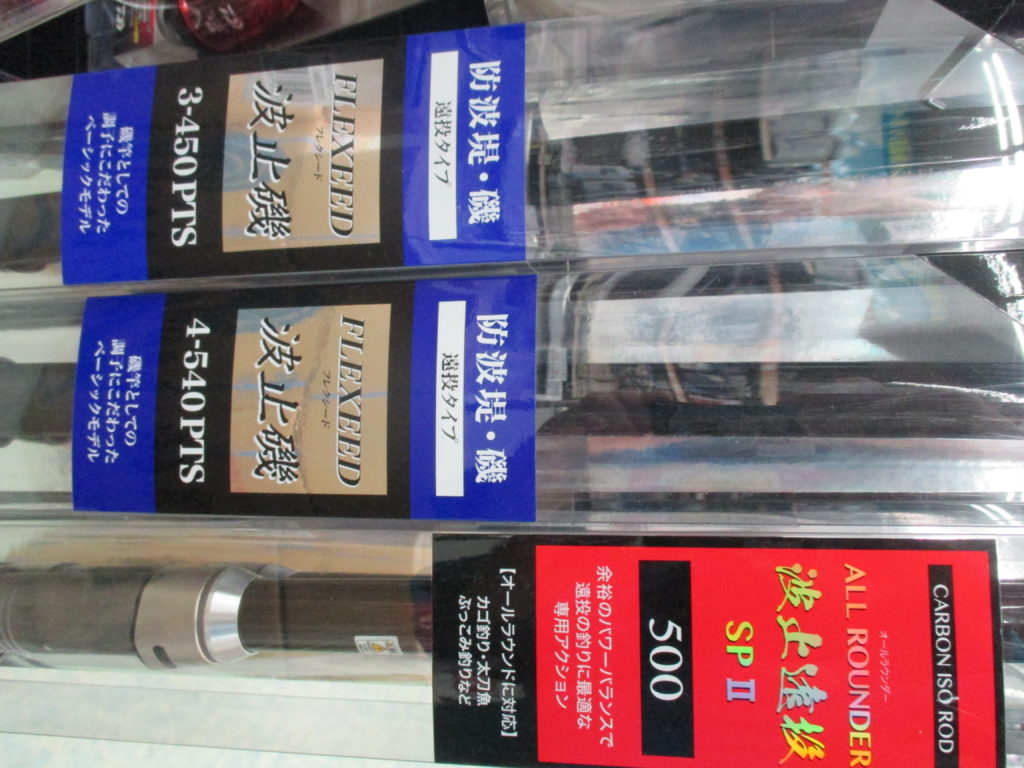 防波堤・磯
遠投タイプ
FLEXEED
フレクシード
波止磯
3-450PTS
磯竿としての
調子にこだわった
ベーシックモデル
防波堤・磯
遠投タイプ
FLEXEED
フレクシード
波止磯
4-540PTS
磯竿としての
調子にこだわった
ベーシックモデル
CARBON ISO ROD
オールラウンダー
ALL ROUNDER
波止遠投
SP II
500
余裕のパワーバランスで
遠投の釣りに最適な
専用アクション
【オールラウンドに対応】
カゴ釣り・太刀魚
ぶっこみ釣りなど